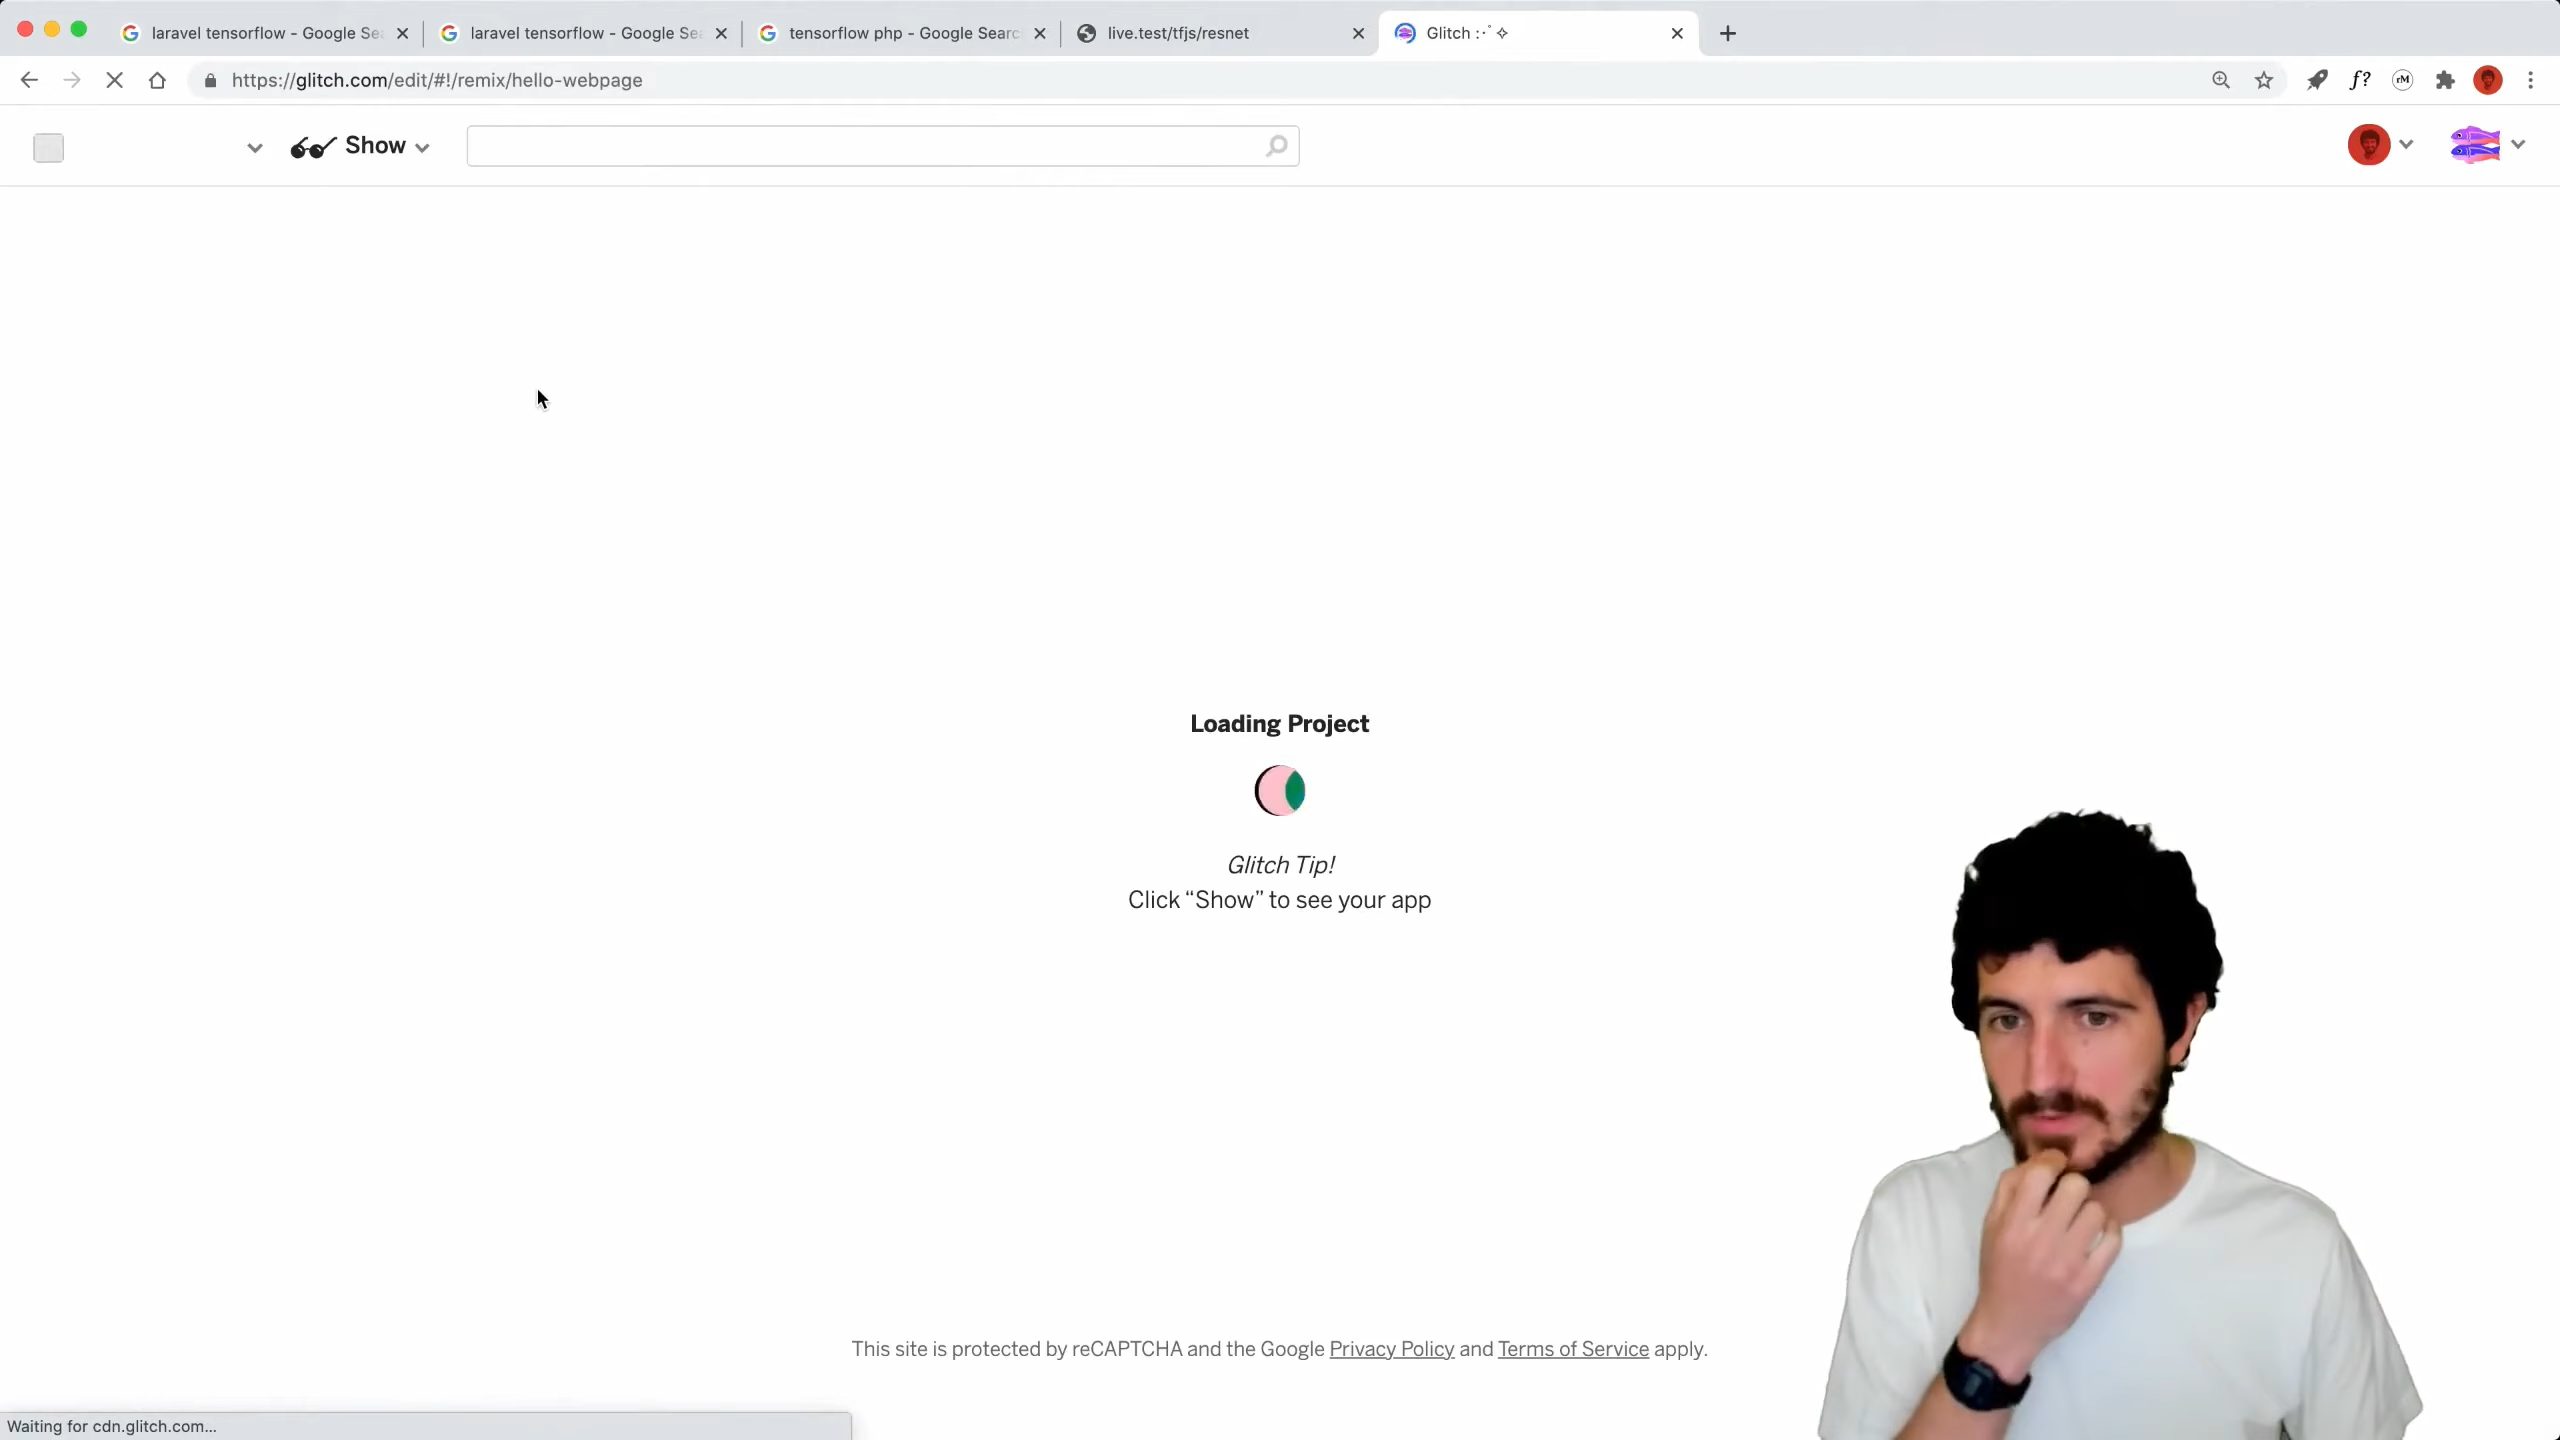 laravel tensorflow - Google Se
laravel tensorflow - Google Se
tensorflow php - Google Searc
live.test/tfjs/resnet
Glitch :·ﾟ✧
https://glitch.com/edit/#!/remix/hello-webpage
f?
rM
Show
Loading Project
Glitch Tip!
Click “Show” to see your app
This site is protected by reCAPTCHA and the Google Privacy Policy and Terms of Service apply.
Waiting for cdn.glitch.com...